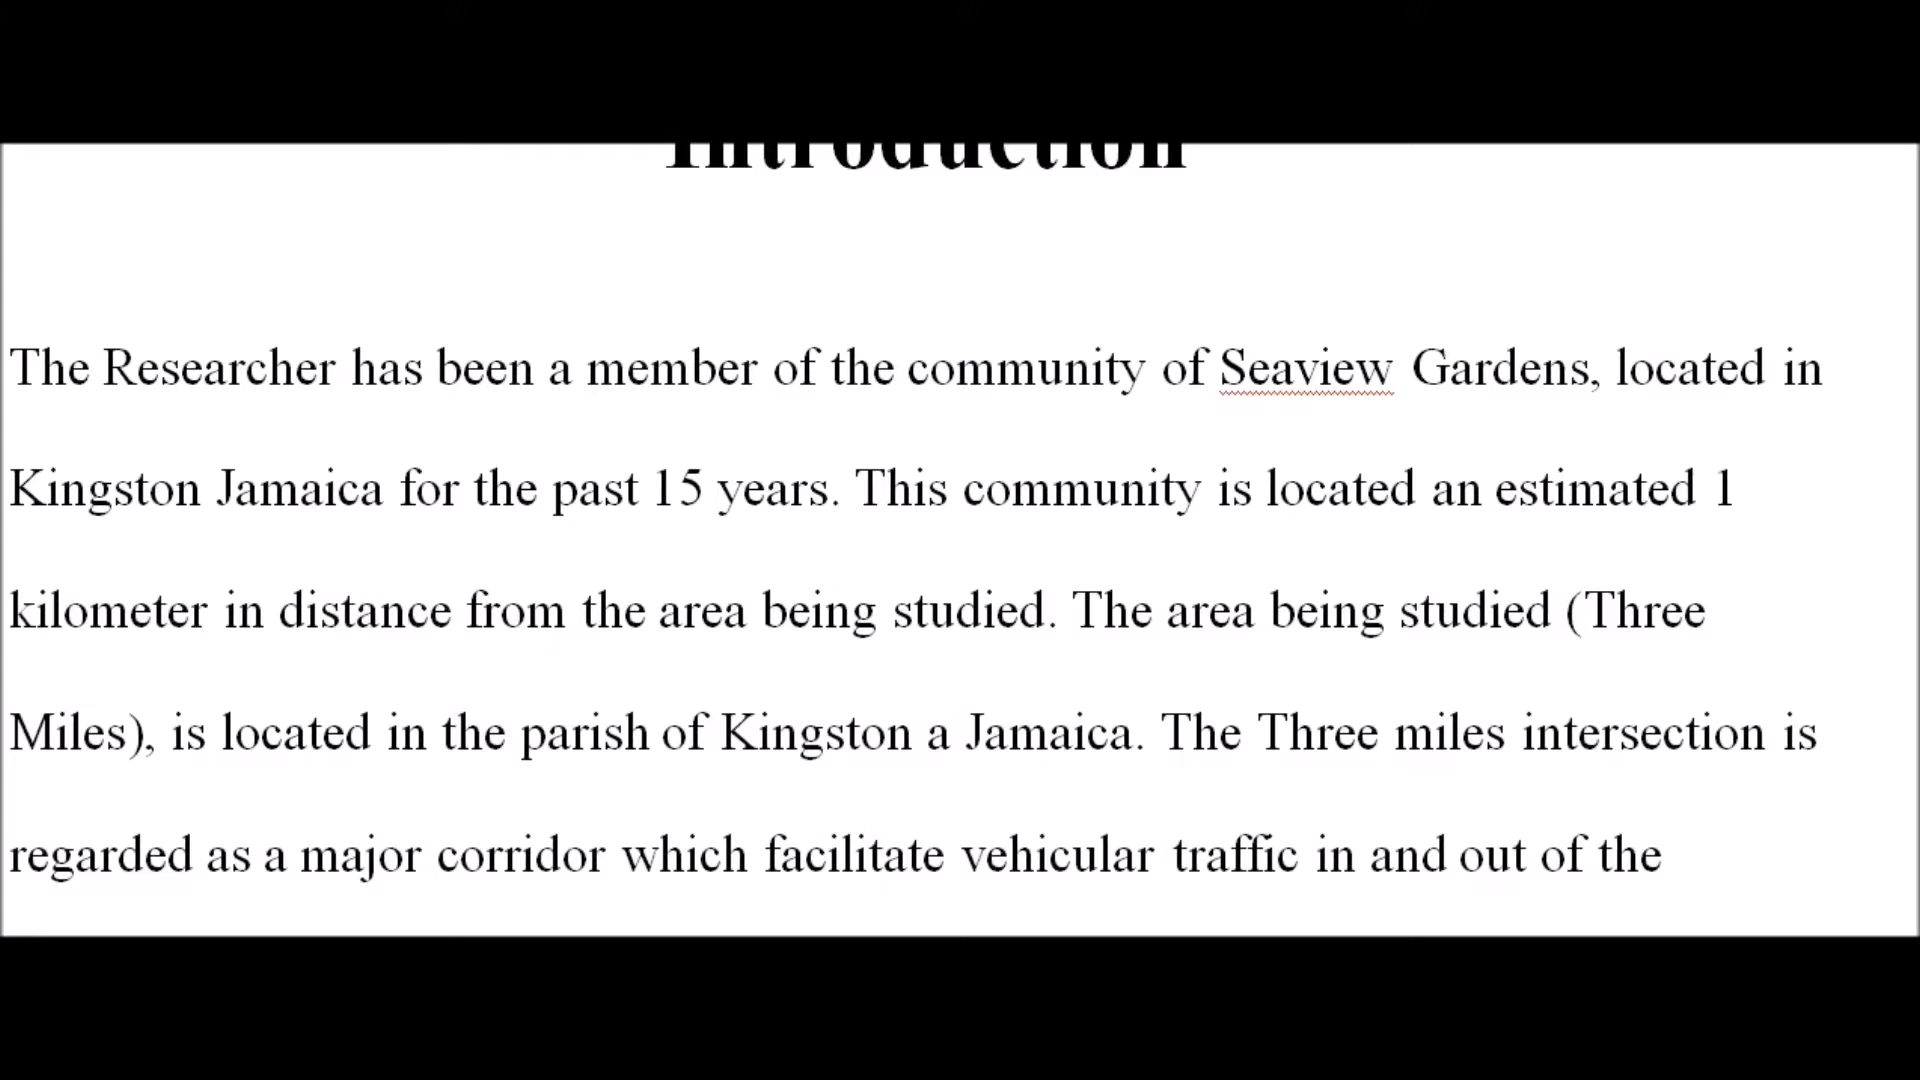 Introduction
The Researcher has been a member of the community of Seaview Gardens, located in
Kingston Jamaica for the past 15 years. This community is located an estimated 1
kilometer in distance from the area being studied. The area being studied (Three
Miles), is located in the parish of Kingston a Jamaica. The Three miles intersection is
regarded as a major corridor which facilitate vehicular traffic in and out of the